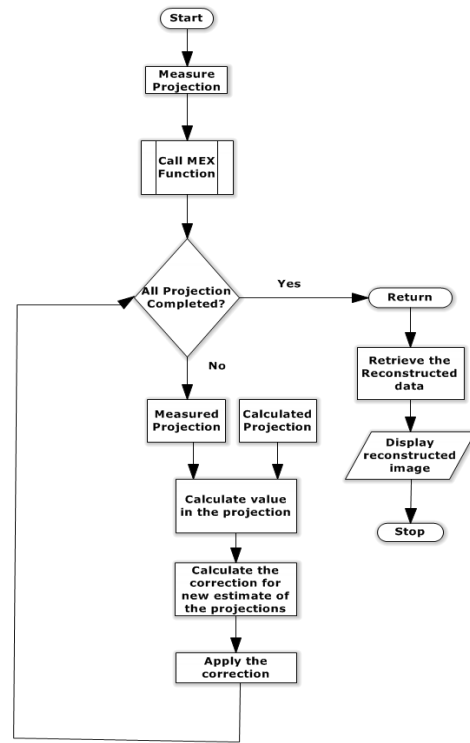 Start
Measure
Projection
Call MEX
Function
All Projection
Completed?
Yes
Return
No
Retrieve the
Reconstructed
data
Measured
Projection
Calculated
Projection
Display
reconstructed
image
Calculate value
in the projection
Stop
Calculate the
correction for
new estimate of
the projections
Apply the
correction